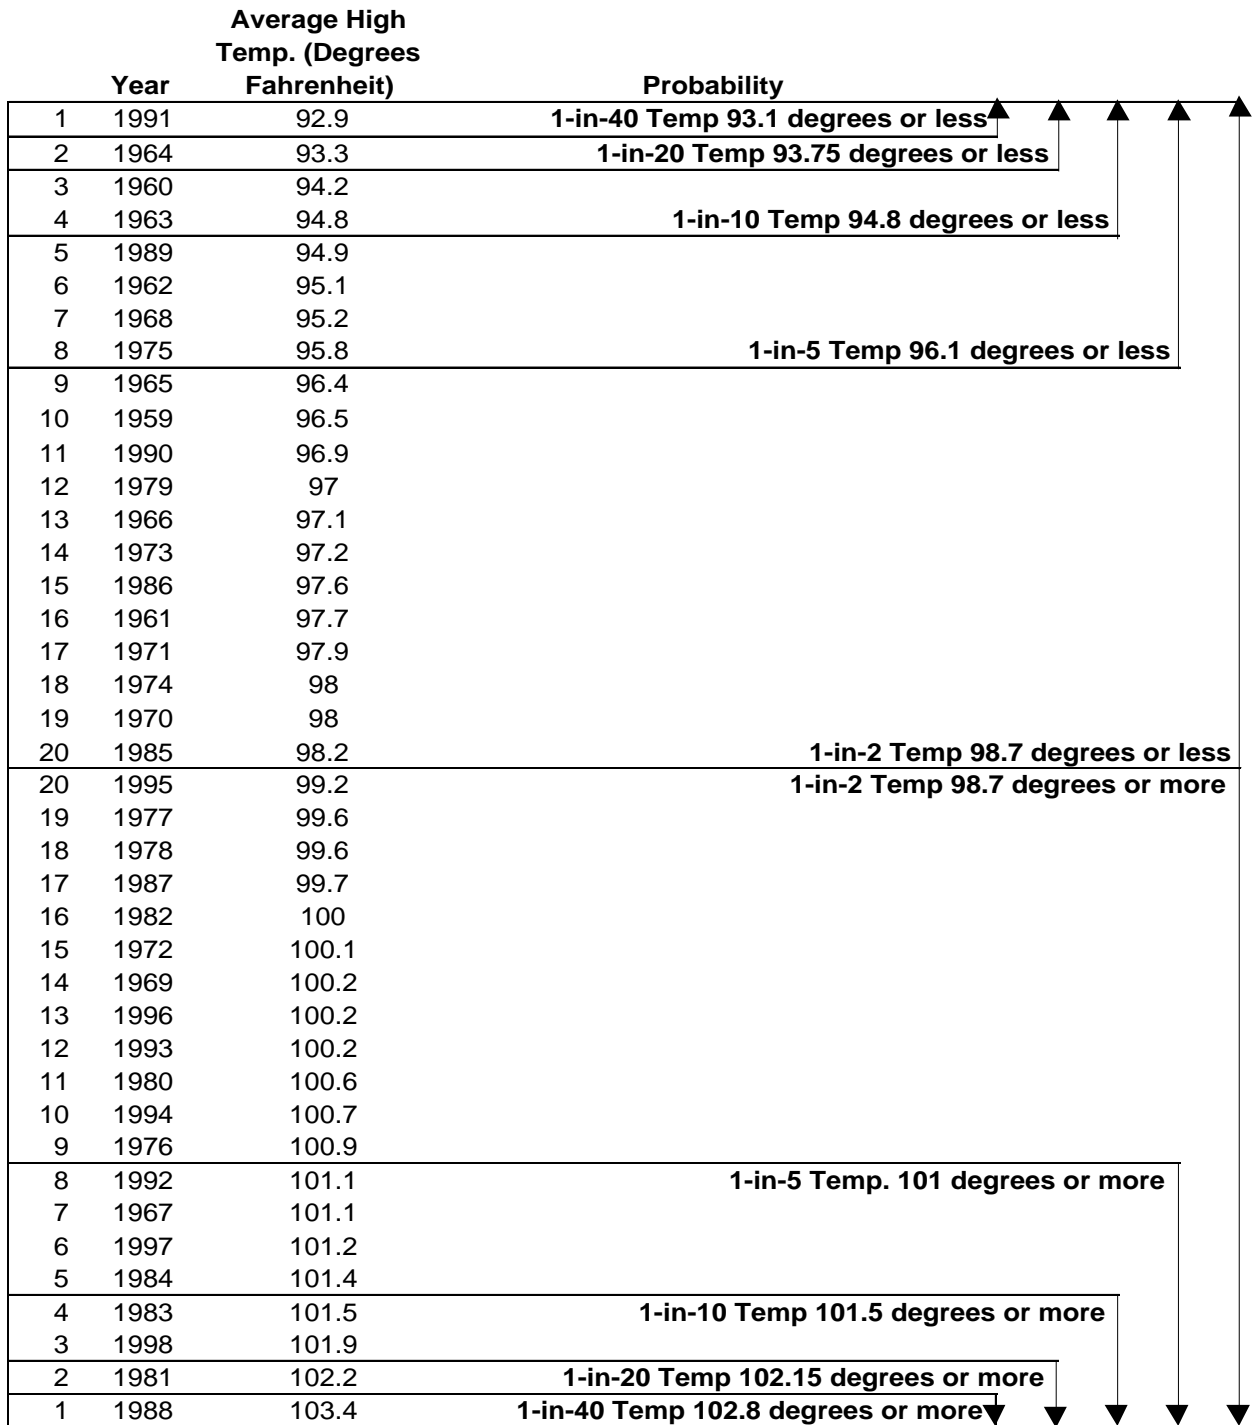 Average High
Temp. (Degrees
Year Fahrenheit) Probability
1 1991 92.9 1-in-40 Temp 93.1 degrees or less
2 1964 93.3 1-in-20 Temp 93.75 degrees or less
3 1960 94.2
4 1963 94.8 1-in-10 Temp 94.8 degrees or less
5 1989 94.9
6 1962 95.1
7 1968 95.2
8 1975 95.8 1-in-5 Temp 96.1 degrees or less
9 1965 96.4
10 1959 96.5
11 1990 96.9
12 1979 97
13 1966 97.1
14 1973 97.2
15 1986 97.6
16 1961 97.7
17 1971 97.9
18 1974 98
19 1970 98
20 1985 98.2 1-in-2 Temp 98.7 degrees or less
20 1995 99.2 1-in-2 Temp 98.7 degrees or more
19 1977 99.6
18 1978 99.6
17 1987 99.7
16 1982 100
15 1972 100.1
14 1969 100.2
13 1996 100.2
12 1993 100.2
11 1980 100.6
10 1994 100.7
9 1976 100.9
8 1992 101.1 1-in-5 Temp. 101 degrees or more
7 1967 101.1
6 1997 101.2
5 1984 101.4
4 1983 101.5 1-in-10 Temp 101.5 degrees or more
3 1998 101.9
2 1981 102.2 1-in-20 Temp 102.15 degrees or more
1 1988 103.4 1-in-40 Temp 102.8 degrees or more